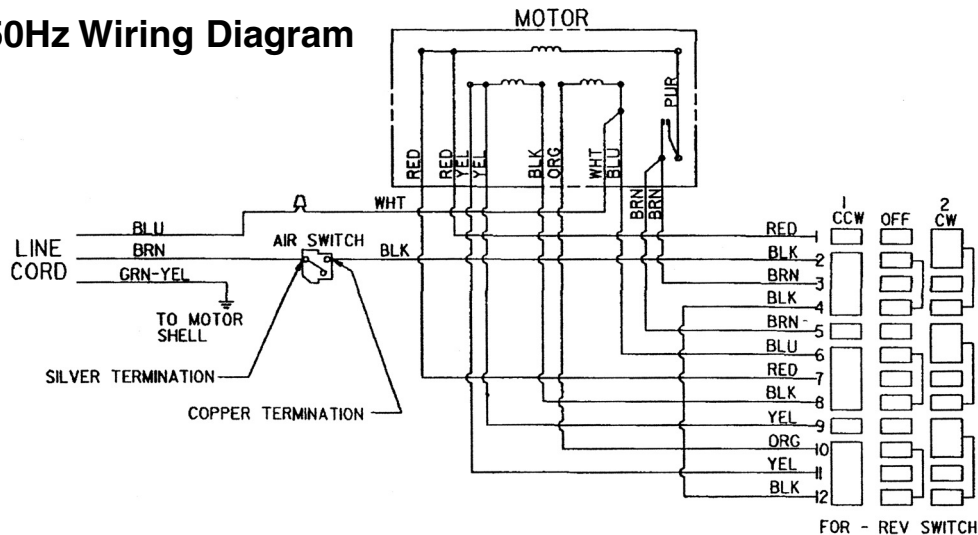 50Hz Wiring Diagram
MOTOR
PUR
RED
RED
YEL
YEL
BLK
ORG
WHT
BLU
BRN
BRN
WHT
BLU
LINE CORD
BRN
AIR SWITCH
BLK
GRN-YEL
TO MOTOR SHELL
SILVER TERMINATION
COPPER TERMINATION
1 CCW
OFF
2 CW
RED 1
BLK 2
BRN 3
BLK 4
BRN 5
BLU 6
RED 7
BLK 8
YEL 9
ORG 10
YEL 11
BLK 12
FOR - REV SWITCH